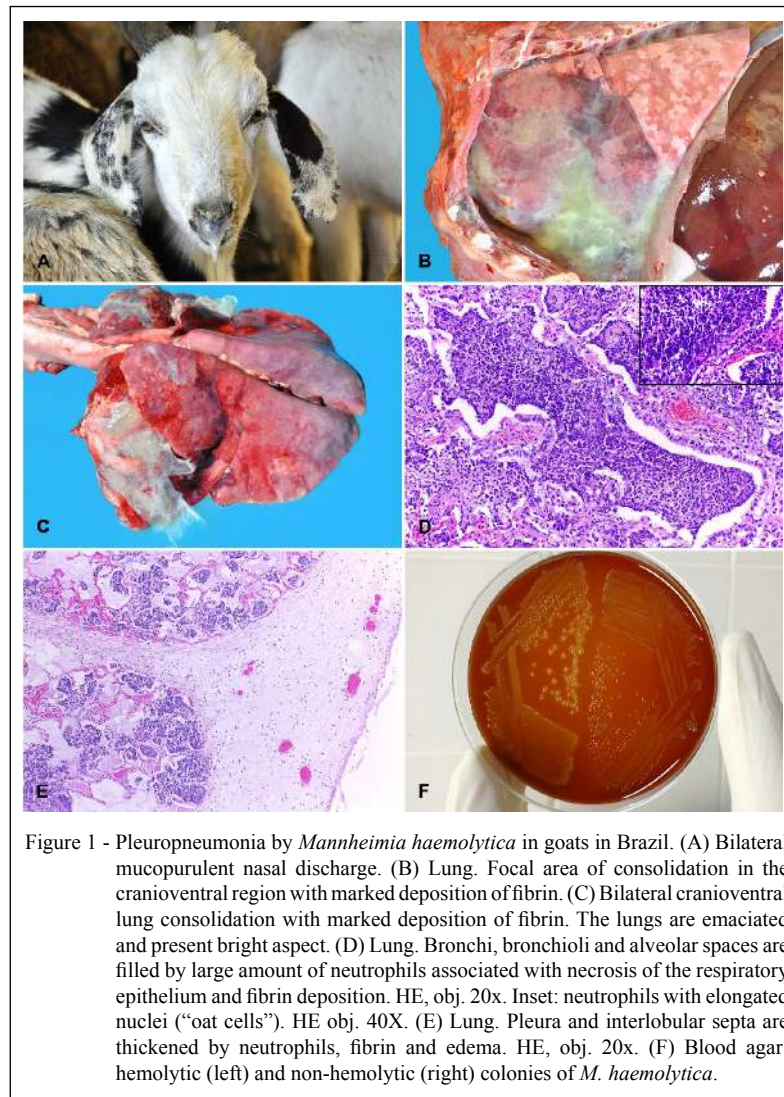 A
B
C
D
E
F
Figure 1 - Pleuropneumonia by Mannheimia haemolytica in goats in Brazil. (A) Bilateral
mucopurulent nasal discharge. (B) Lung. Focal area of consolidation in the
cranioventral region with marked deposition of fibrin. (C) Bilateral cranioventral
lung consolidation with marked deposition of fibrin. The lungs are emaciated
and present bright aspect. (D) Lung. Bronchi, bronchioli and alveolar spaces are
filled by large amount of neutrophils associated with necrosis of the respiratory
epithelium and fibrin deposition. HE, obj. 20x. Inset: neutrophils with elongated
nuclei (“oat cells”). HE obj. 40X. (E) Lung. Pleura and interlobular septa are
thickened by neutrophils, fibrin and edema. HE, obj. 20x. (F) Blood agar
hemolytic (left) and non-hemolytic (right) colonies of M. haemolytica.